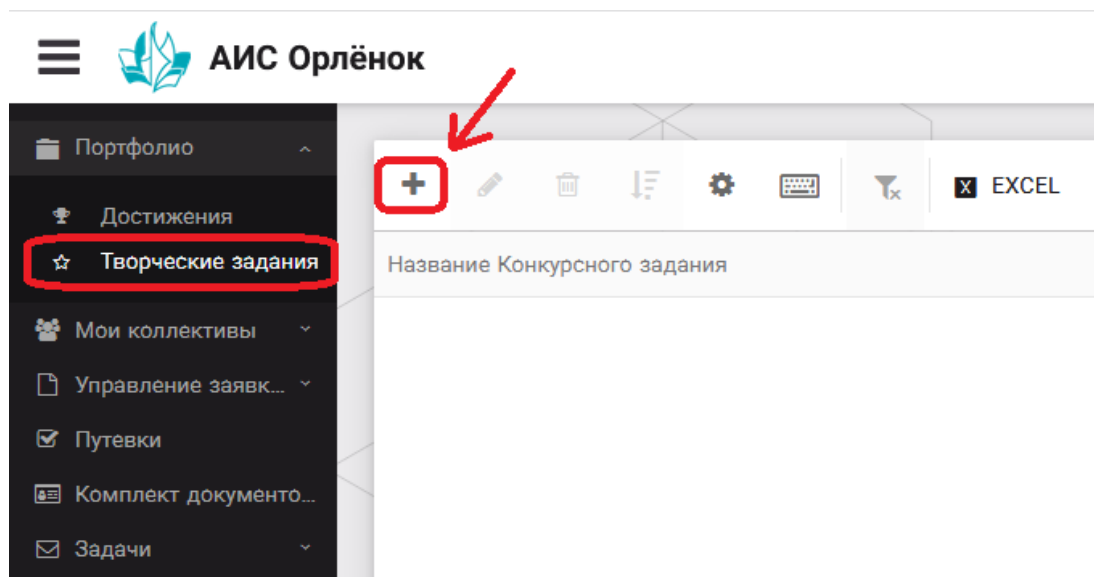 АИС Орлёнок
Портфолио
Достижения
Творческие задания
Мои коллективы
Управление заявк...
Путевки
Комплект документо...
Задачи
X EXCEL
Название Конкурсного задания